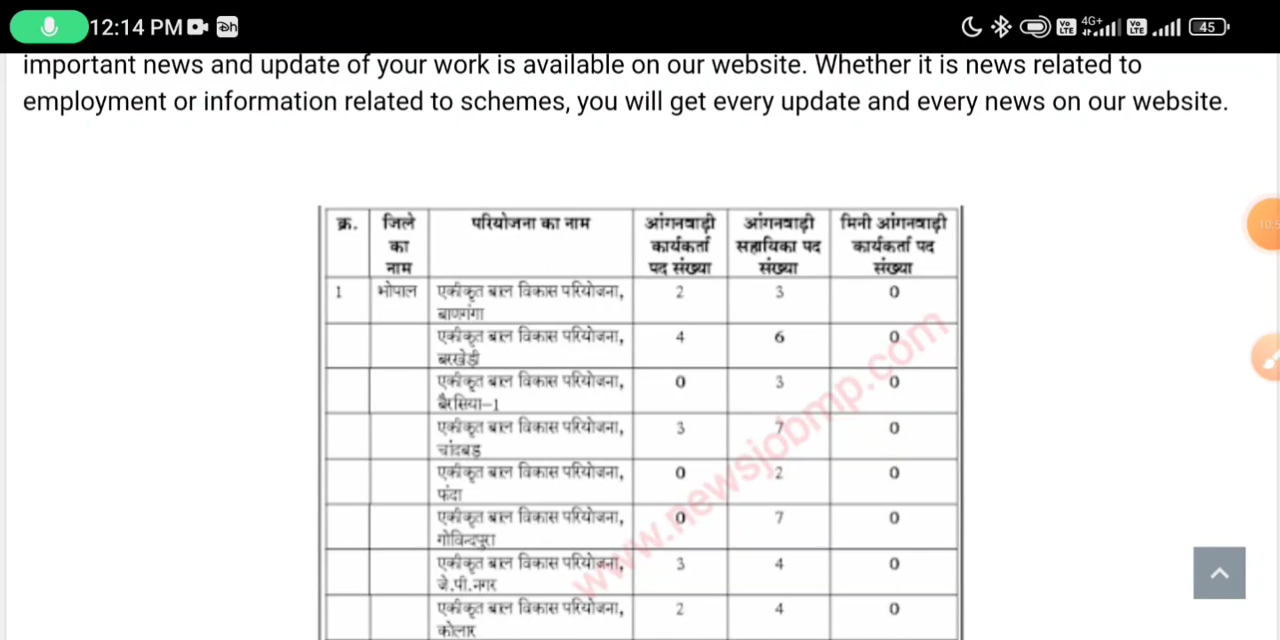 12:14 PM
4G+
Vo LTE
Vo LTE
45
important news and update of your work is available on our website. Whether it is news related to
employment or information related to schemes, you will get every update and every news on our website.
क्र. जिले का नाम परियोजना का नाम आंगनवाड़ी कार्यकर्ता पद संख्या आंगनवाड़ी सहायिका पद संख्या मिनी आंगनवाड़ी कार्यकर्ता पद संख्या
1 भोपाल एकीकृत बाल विकास परियोजना, 2 3 0
बाणगंगा
एकीकृत बाल विकास परियोजना, 4 6 0
बरखेड़ी
एकीकृत बाल विकास परियोजना, 0 3 0
बैरसिया-1
एकीकृत बाल विकास परियोजना, 3 7 0
चांदबड़
एकीकृत बाल विकास परियोजना, 0 2 0
फंदा
एकीकृत बाल विकास परियोजना, 0 7 0
गोविन्दपुरा
एकीकृत बाल विकास परियोजना, 3 4 0
जे.पी.नगर
एकीकृत बाल विकास परियोजना, 2 4 0
कोलार
www.newsjobmp.com